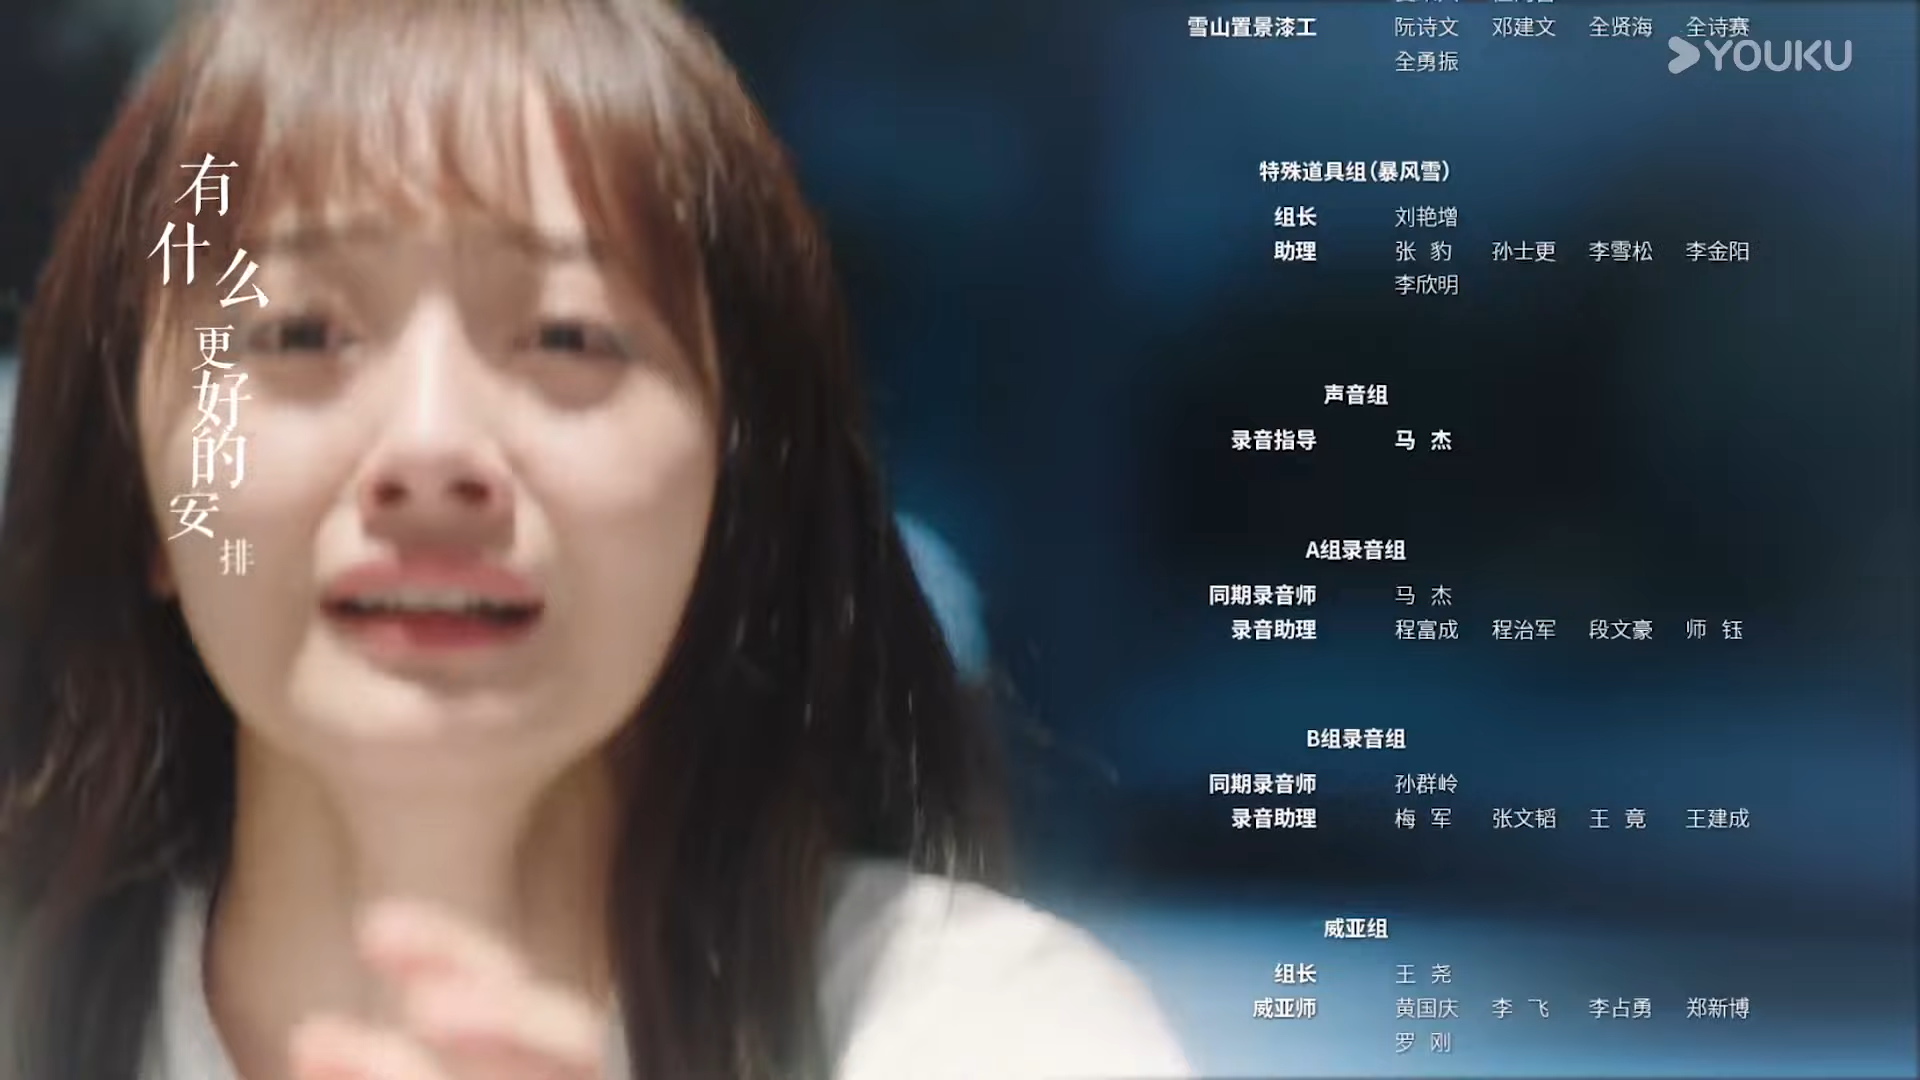 有什么更好的安排
雪山置景漆工 阮诗文 邓建文 全贤海 全诗赛
全勇振
YOUKU
特殊道具组(暴风雪)
组长 刘艳增
助理 张豹 孙士更 李雪松 李金阳
李欣明
声音组
录音指导 马杰
A组录音组
同期录音师 马杰
录音助理 程富成 程治军 段文豪 师钰
B组录音组
同期录音师 孙群岭
录音助理 梅军 张文韬 王竟 王建成
威亚组
组长 王尧
威亚师 黄国庆 李飞 李占勇 郑新博
罗刚